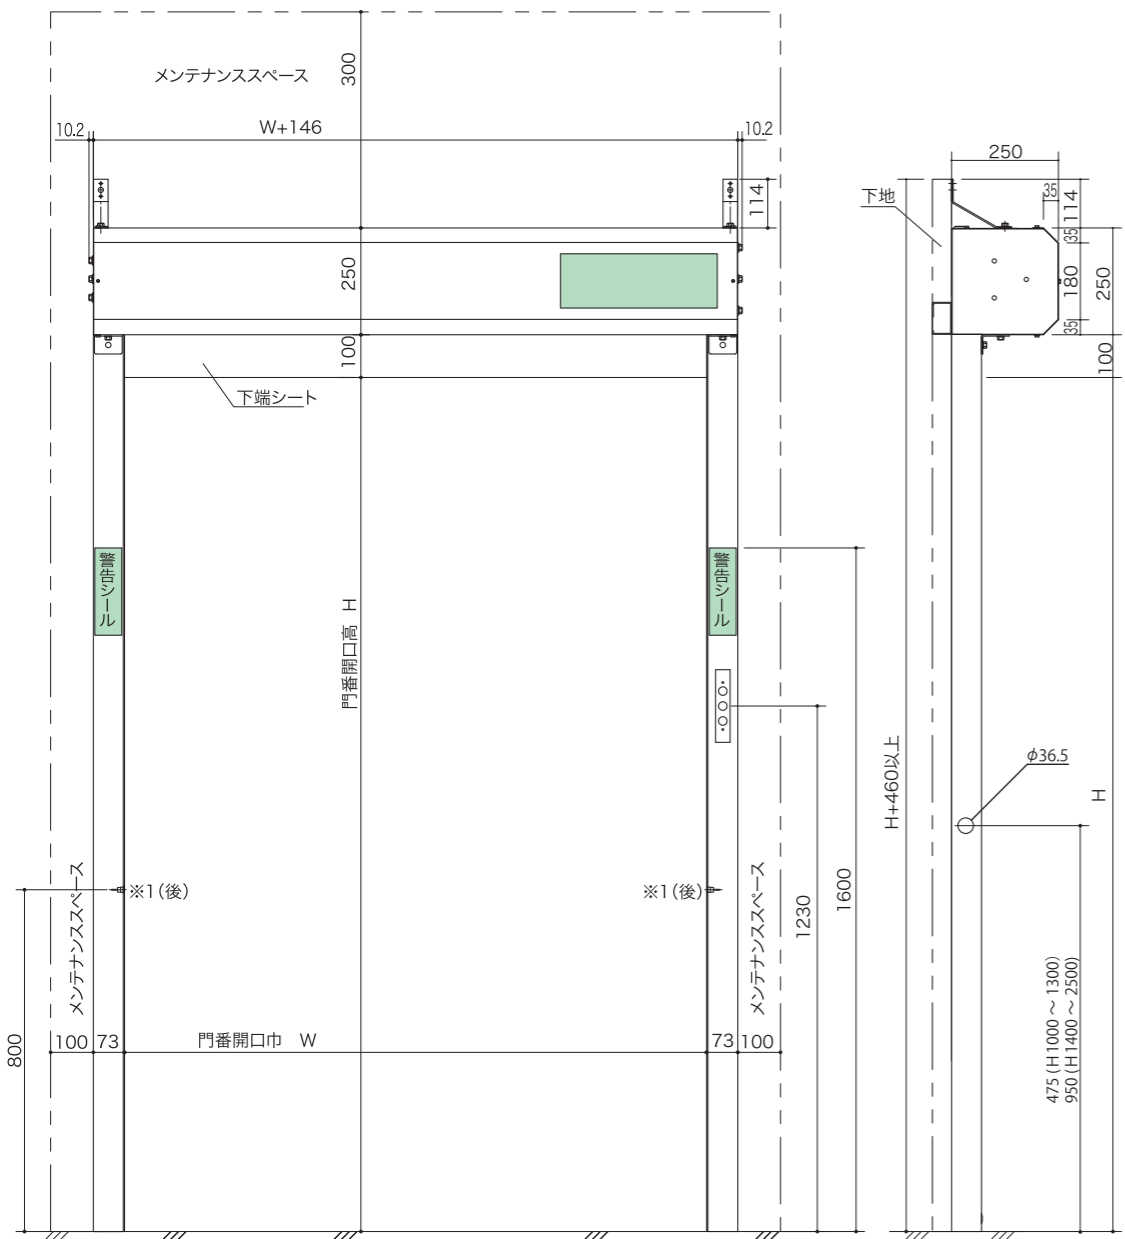 メンテナンススペース
300
10.2
W+146
10.2
114
250
100
下端シート
警告シール
警告シール
門番開口高 H
※1(後)
※1(後)
メンテナンススペース
メンテナンススペース
800
1230
1600
100
73
門番開口巾 W
73
100
250
下地
35
114
35
180
250
35
100
H+460以上
φ36.5
H
475 (H1000 ~ 1300)
950 (H1400 ~ 2500)